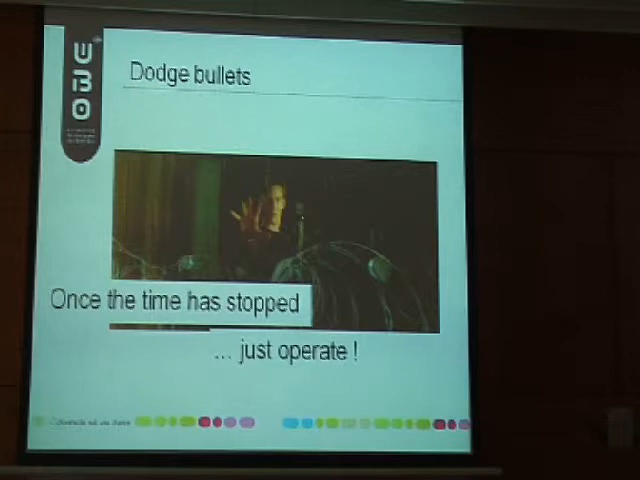 UBO
Dodge bullets
Once the time has stopped
... just operate !